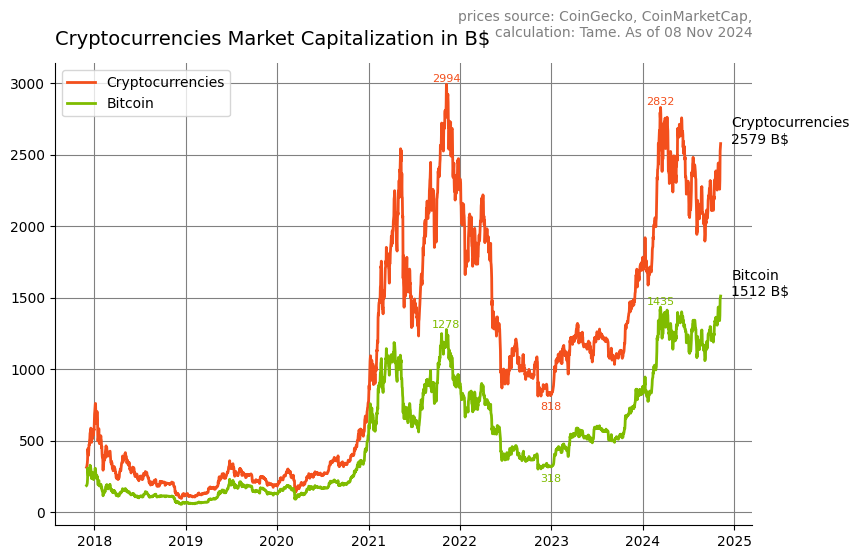 prices source: CoinGecko, CoinMarketCap,
calculation: Tame. As of 08 Nov 2024
Cryptocurrencies Market Capitalization in B$
Cryptocurrencies
Bitcoin
3000
2500
2000
1500
1000
500
0
2994
2832
1278
1435
818
318
Cryptocurrencies
2579 B$
Bitcoin
1512 B$
2018 2019 2020 2021 2022 2023 2024 2025